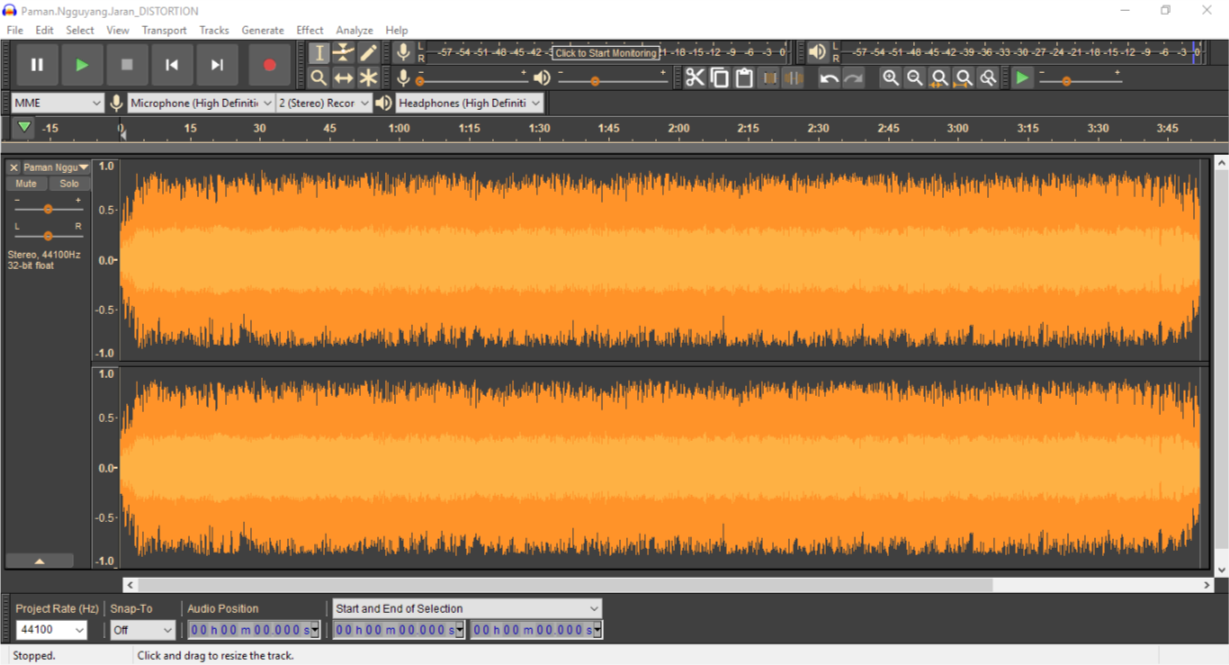 Paman.Ngguyang.Jaran_DISTORTION
File Edit Select View Transport Tracks Generate Effect Analyze Help
L -57 -54 -51 -48 -45 -42 -3 Click to Start Monitoring 1 -18 -15 -12 -9 -6 -3 0 L -57 -54 -51 -48 -45 -42 -39 -36 -33 -30 -27 -24 -21 -18 -15 -12 -9 -6 -3 0
R R
- + - + - +
MME Microphone (High Definiti 2 (Stereo) Recor Headphones (High Definiti
-15 0 15 30 45 1:00 1:15 1:30 1:45 2:00 2:15 2:30 2:45 3:00 3:15 3:30 3:45
Paman Nggu 1.0
Mute Solo
- +
0.5
L R
Stereo, 44100Hz 0.0
32-bit float
-0.5
-1.0
1.0
0.5
0.0
-0.5
-1.0
Project Rate (Hz) Snap-To Audio Position Start and End of Selection
44100 Off 00 h 00 m 00.000 s 00 h 00 m 00.000 s 00 h 00 m 00.000 s
Stopped. Click and drag to resize the track.